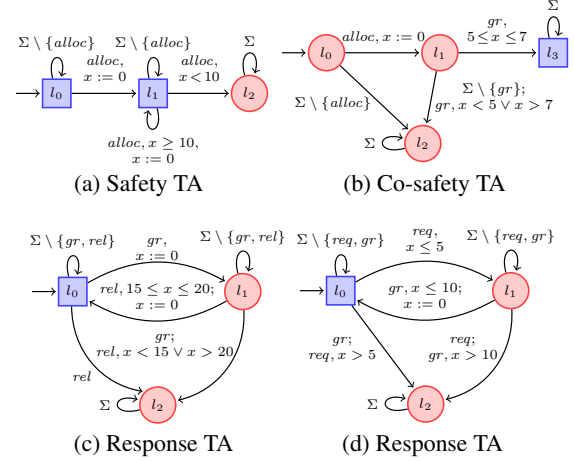 Σ \ {alloc}
Σ \ {alloc}
alloc,
x := 0
alloc,
x < 10
Σ
l0
l1
l2
alloc, x ≥ 10,
x := 0
(a) Safety TA
l0
alloc, x := 0
l1
gr,
5 ≤ x ≤ 7
Σ
l3
Σ \ {alloc}
Σ \ {gr};
gr, x < 5 ∨ x > 7
Σ
l2
(b) Co-safety TA
Σ \ {gr, rel}
gr,
x := 0
Σ \ {gr, rel}
l0
rel, 15 ≤ x ≤ 20;
x := 0
l1
gr;
rel, x < 15 ∨ x > 20
rel
Σ
l2
(c) Response TA
Σ \ {req, gr}
req,
x ≤ 5
Σ \ {req, gr}
l0
gr, x ≤ 10;
x := 0
l1
gr;
req, x > 5
req;
gr, x > 10
Σ
l2
(d) Response TA